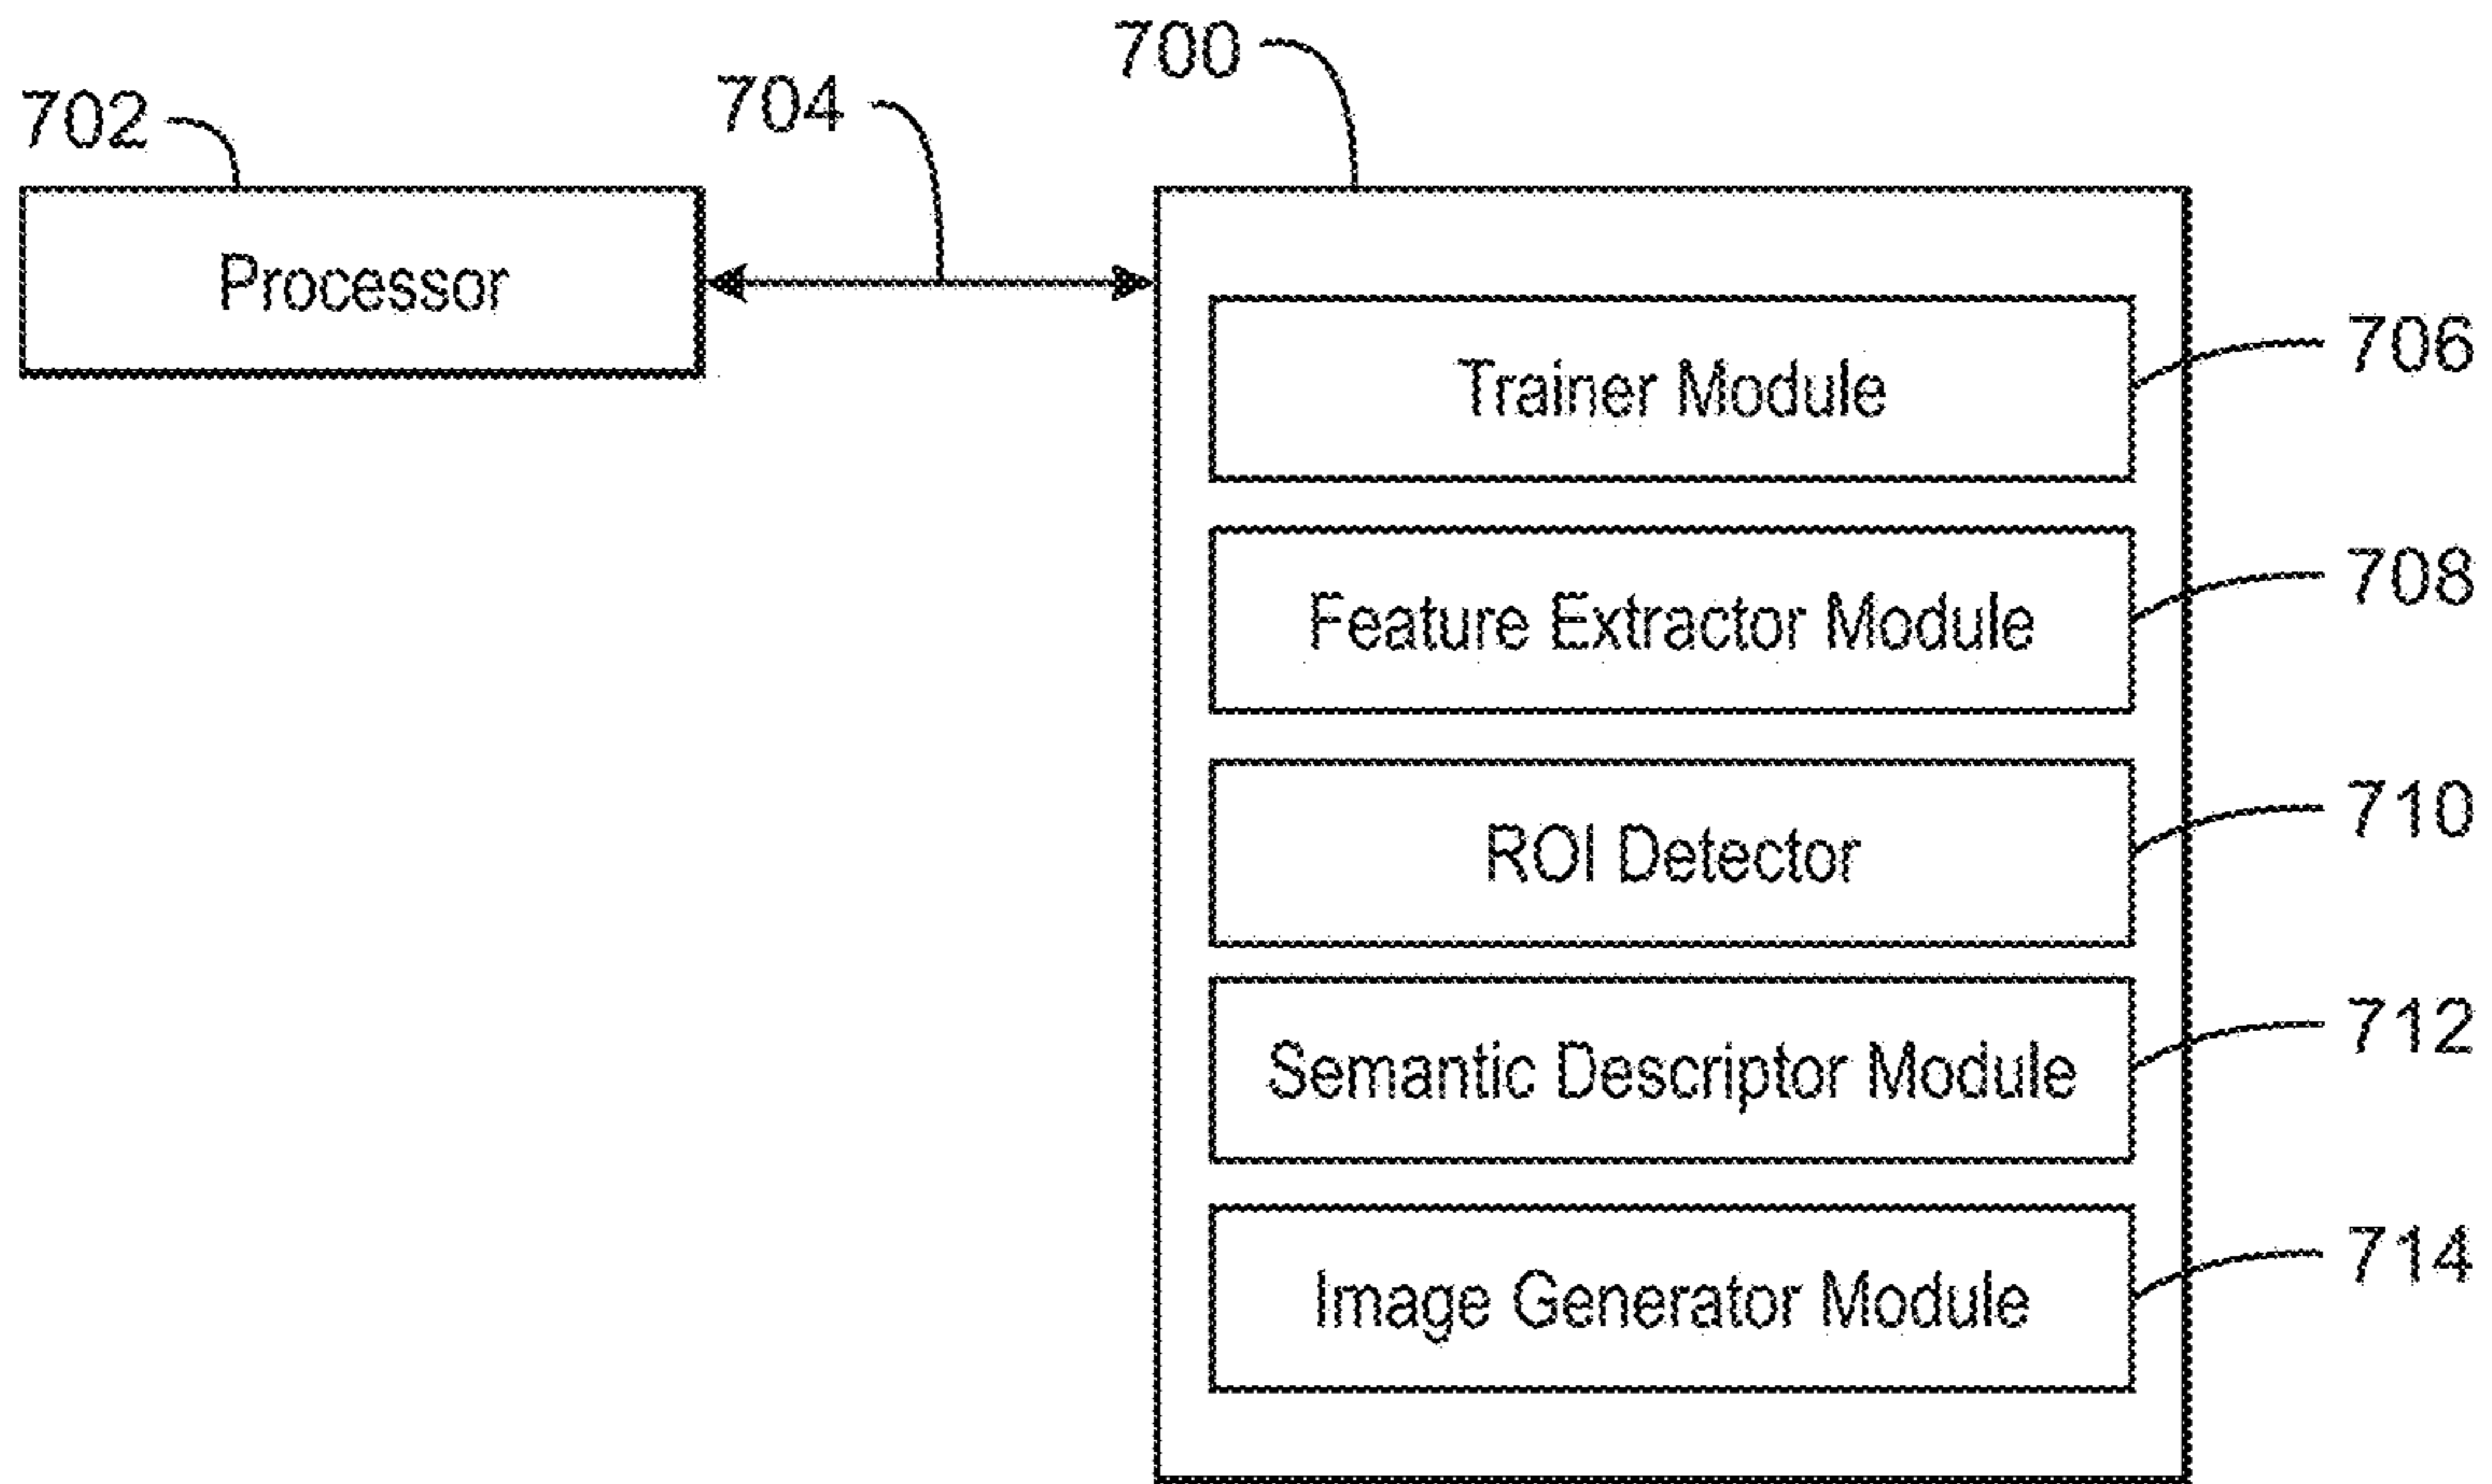 700
704
702
Processor
Trainer Module
706
Feature Extractor Module
708
ROI Detector
710
Semantic Descriptor Module
712
Image Generator Module
714